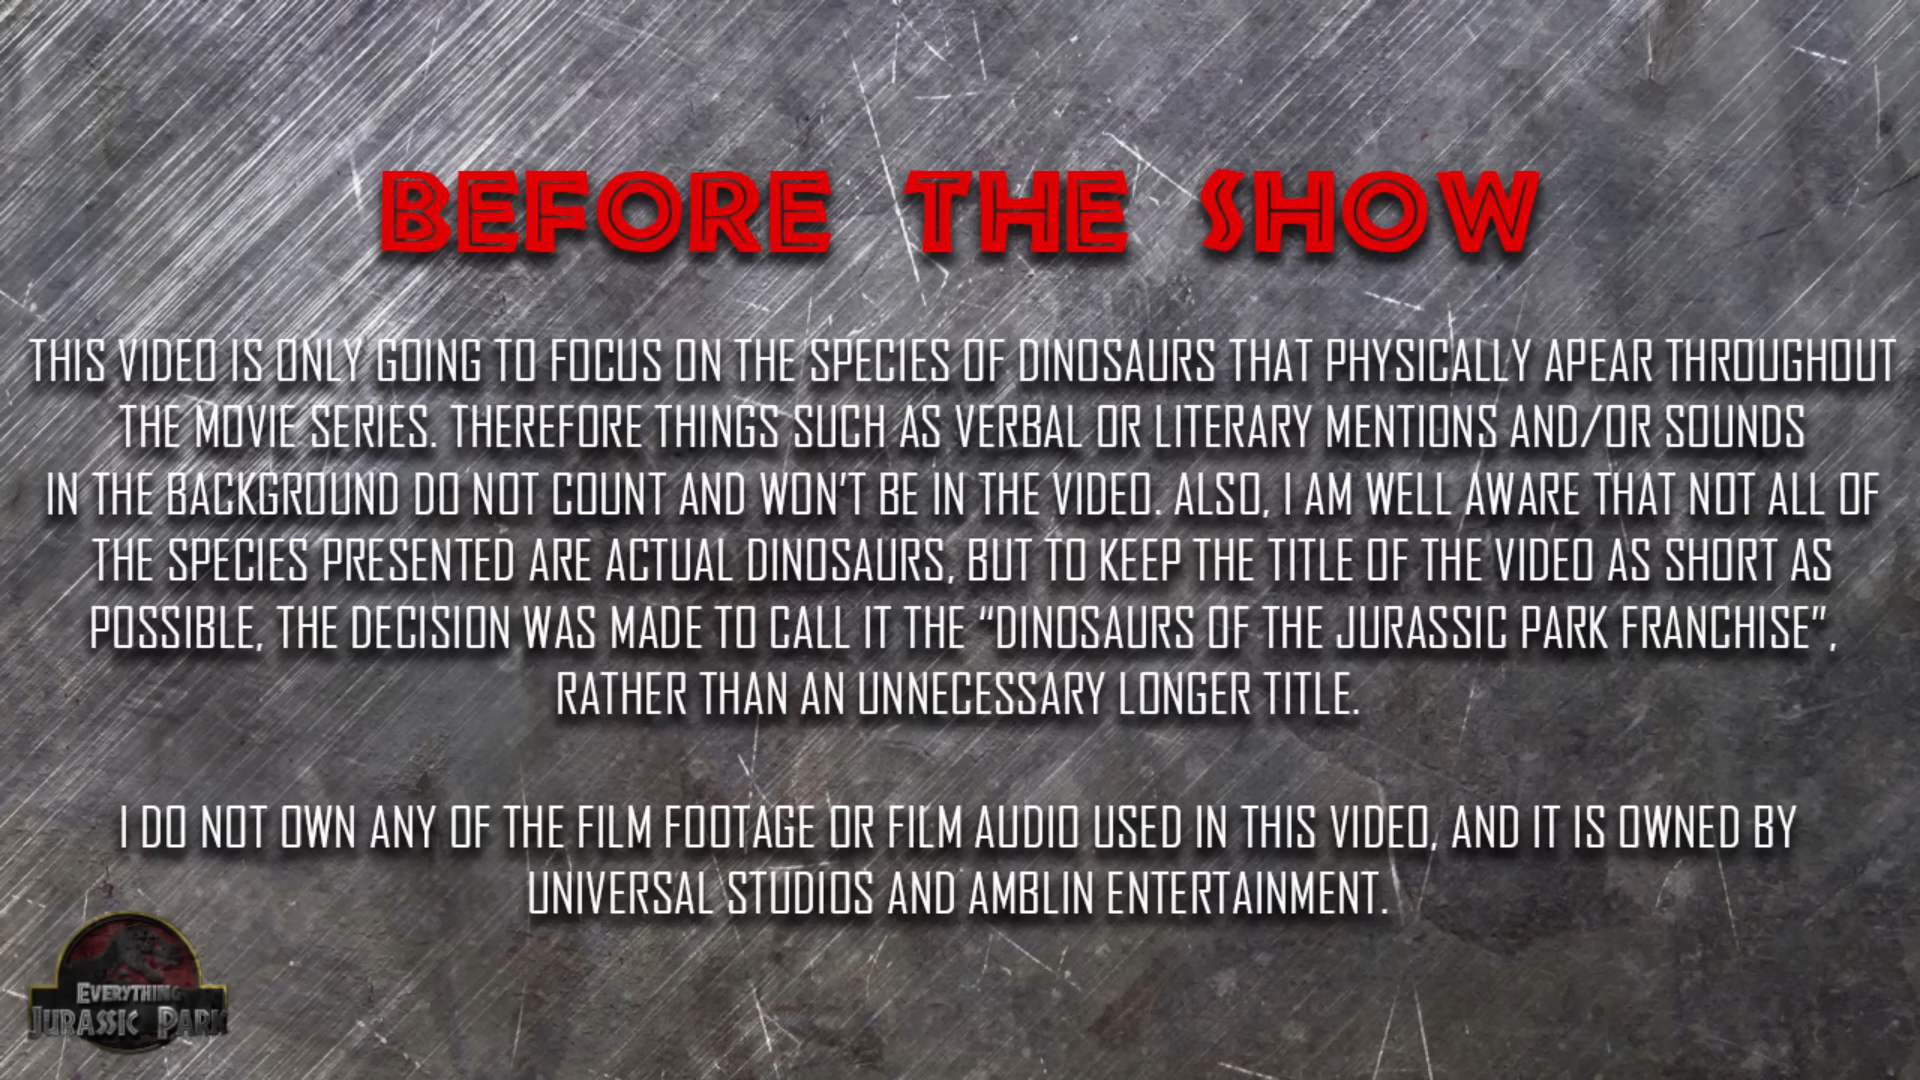 BEFORE THE SHOW
THIS VIDEO IS ONLY GOING TO FOCUS ON THE SPECIES OF DINOSAURS THAT PHYSICALLY APEAR THROUGHOUT
THE MOVIE SERIES. THEREFORE THINGS SUCH AS VERBAL OR LITERARY MENTIONS AND/OR SOUNDS
IN THE BACKGROUND DO NOT COUNT AND WON'T BE IN THE VIDEO. ALSO, I AM WELL AWARE THAT NOT ALL OF
THE SPECIES PRESENTED ARE ACTUAL DINOSAURS, BUT TO KEEP THE TITLE OF THE VIDEO AS SHORT AS
POSSIBLE, THE DECISION WAS MADE TO CALL IT THE “DINOSAURS OF THE JURASSIC PARK FRANCHISE”,
RATHER THAN AN UNNECESSARY LONGER TITLE.
I DO NOT OWN ANY OF THE FILM FOOTAGE OR FILM AUDIO USED IN THIS VIDEO, AND IT IS OWNED BY
UNIVERSAL STUDIOS AND AMBLIN ENTERTAINMENT.
EVERYTHING
JURASSIC PARK